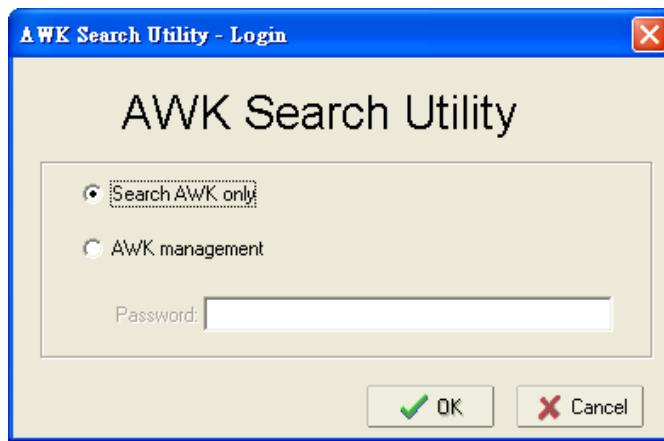 AWK Search Utility - Login
AWK Search Utility
Search AWK only
AWK management
Password:
OK Cancel